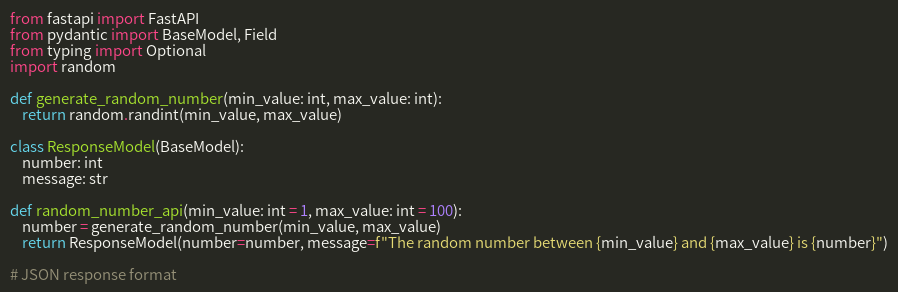 from fastapi import FastAPI
from pydantic import BaseModel, Field
from typing import Optional
import random
def generate_random_number(min_value: int, max_value: int):
return random.randint(min_value, max_value)
class ResponseModel(BaseModel):
number: int
message: str
def random_number_api(min_value: int = 1, max_value: int = 100):
number = generate_random_number(min_value, max_value)
return ResponseModel(number=number, message=f"The random number between {min_value} and {max_value} is {number}")
# JSON response format